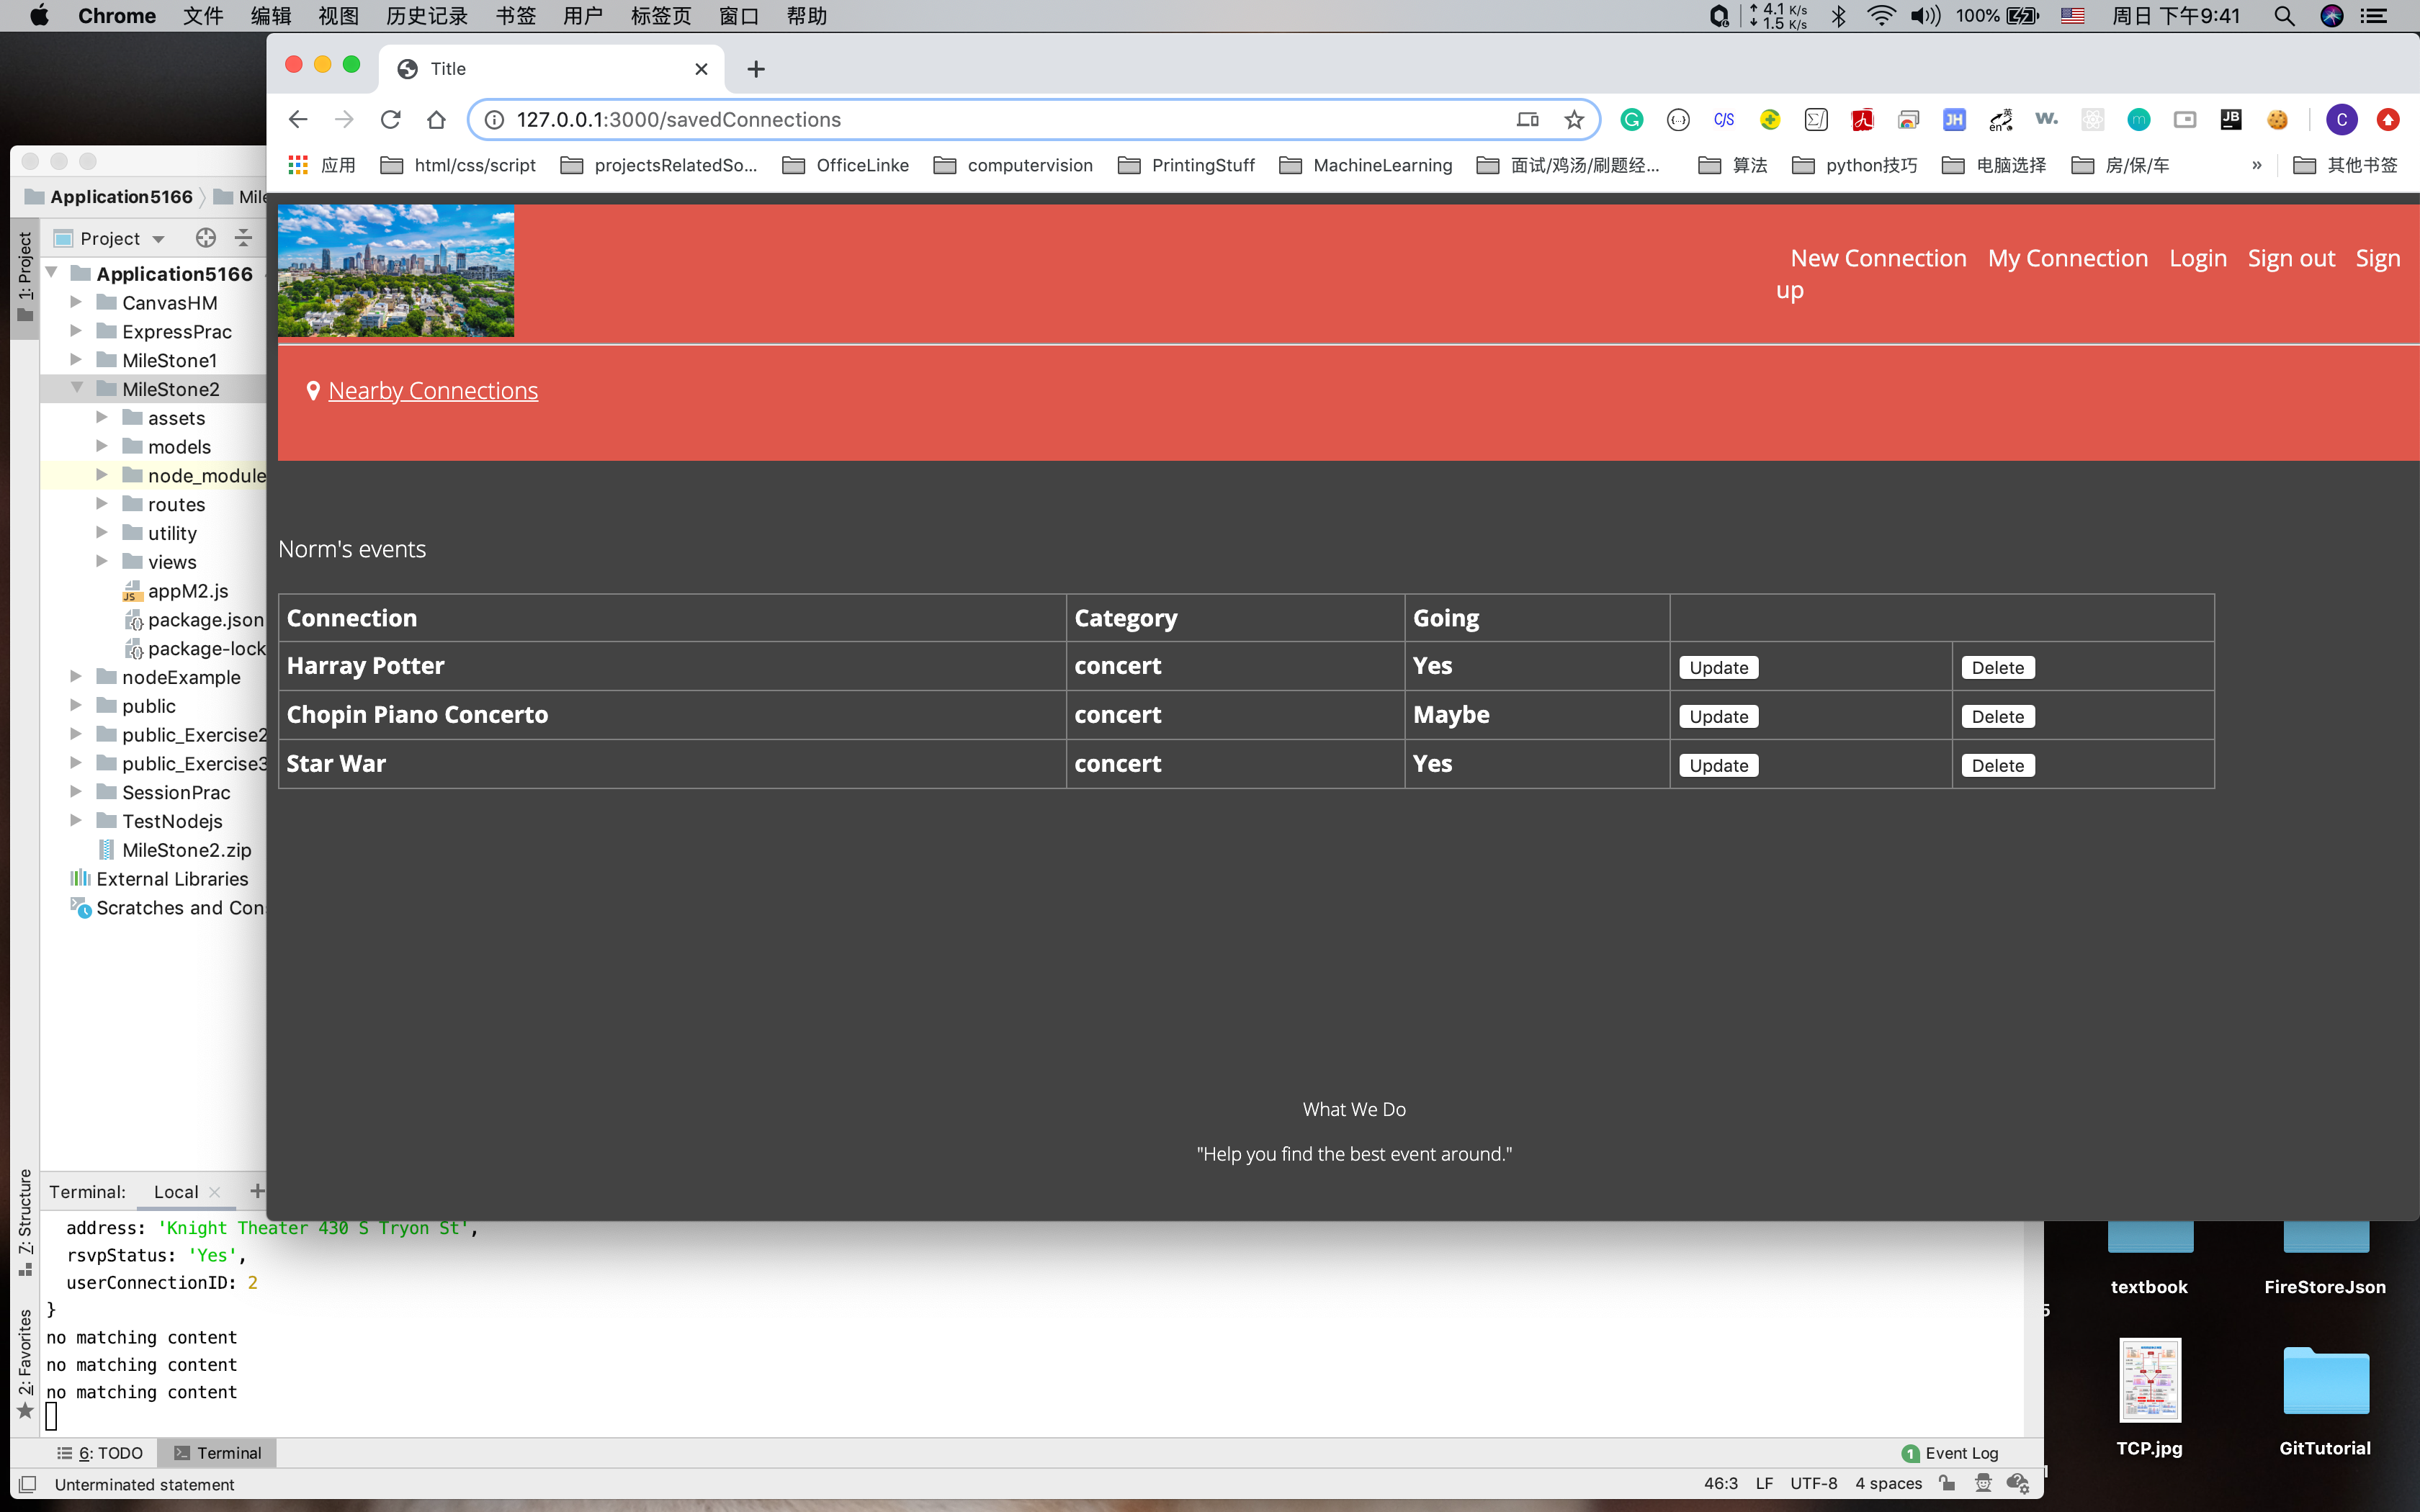 Chrome 文件 编辑 视图 历史记录 书签 用户 标签页 窗口 帮助 4.1 K/s 1.5 K/s 100% 周日 下午9:41
Title
127.0.0.1:3000/savedConnections
应用 html/css/script projectsRelatedSo... OfficeLinke computervision PrintingStuff MachineLearning 面试/鸡汤/刷题经... 算法 python技巧 电脑选择 房/保/车 » 其他书签
Application5166 Mile
1: Project
Project
Application5166
CanvasHM
ExpressPrac
MileStone1
MileStone2
assets
models
node_module
routes
utility
views
appM2.js
package.json
package-lock
nodeExample
public
public_Exercise2
public_Exercise3
SessionPrac
TestNodejs
MileStone2.zip
External Libraries
Scratches and Con
New Connection My Connection Login Sign out Sign
up
Nearby Connections
Norm's events
Connection Category Going
Harray Potter concert Yes Update Delete
Chopin Piano Concerto concert Maybe Update Delete
Star War concert Yes Update Delete
What We Do
"Help you find the best event around."
7: Structure
2: Favorites
Terminal: Local
address: 'Knight Theater 430 S Tryon St',
rsvpStatus: 'Yes',
userConnectionID: 2
}
no matching content
no matching content
no matching content
6: TODO Terminal 1 Event Log
Unterminated statement 46:3 LF UTF-8 4 spaces
textbook FireStoreJson
TCP.jpg GitTutorial